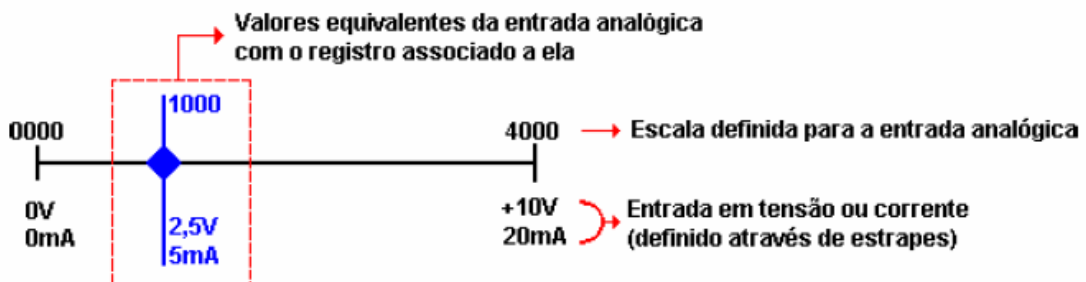 Valores equivalentes da entrada analógica
com o registro associado a ela
1000
0000
4000
Escala definida para a entrada analógica
0V
0mA
2,5V
5mA
+10V
20mA
Entrada em tensão ou corrente
(definido através de estrapes)